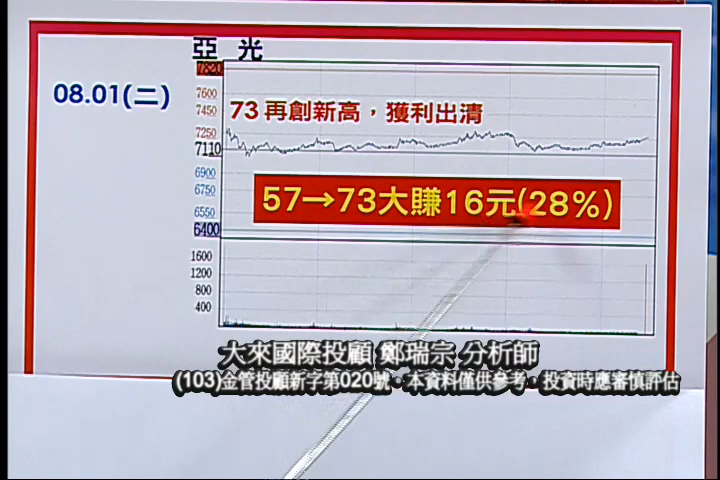 亞光
08.01(二)
7820
7600
7450
73再創新高，獲利出清
7250
7110
6900
6750
57→73大賺16元(28%)
6550
6400
1600
1200
800
400
大來國際投顧 鄭瑞宗 分析師
(103)金管投顧新字第020號。本資料僅供參考，投資時應審慎評估